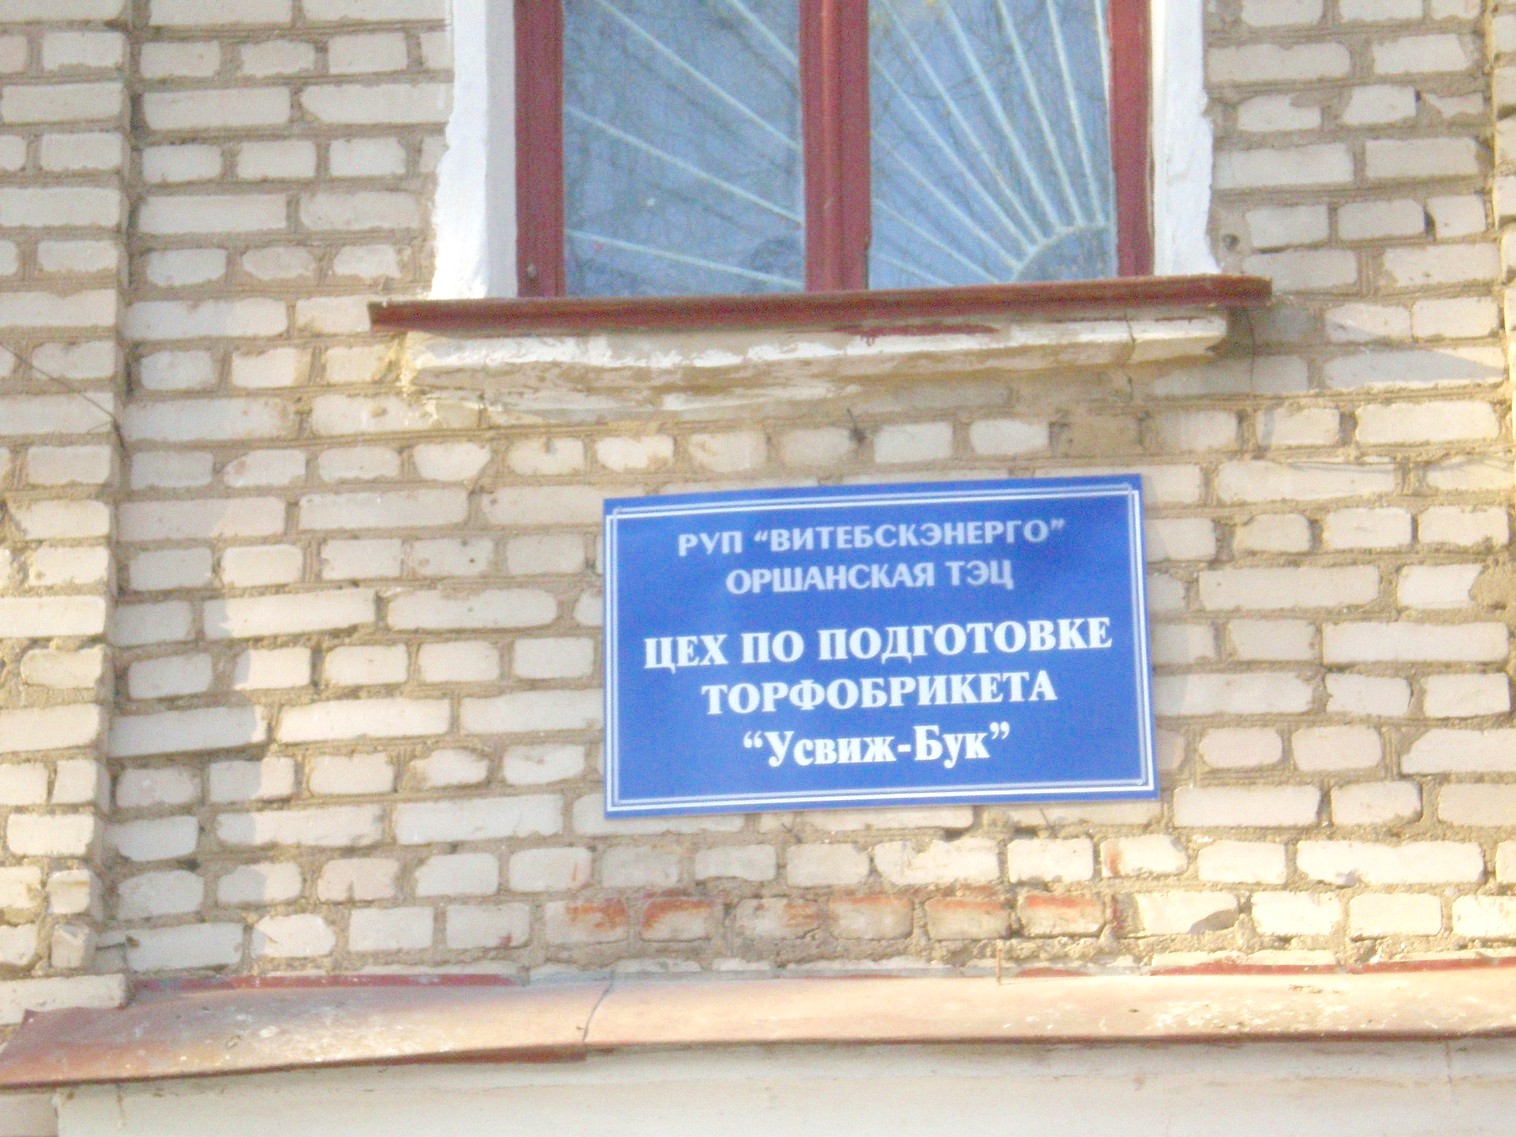 РУП “ВИТЕБСКЭНЕРГО”
ОРШАНСКАЯ ТЭЦ
ЦЕХ ПО ПОДГОТОВКЕ
ТОРФОБРИКЕТА
“Усвиж-Бук”